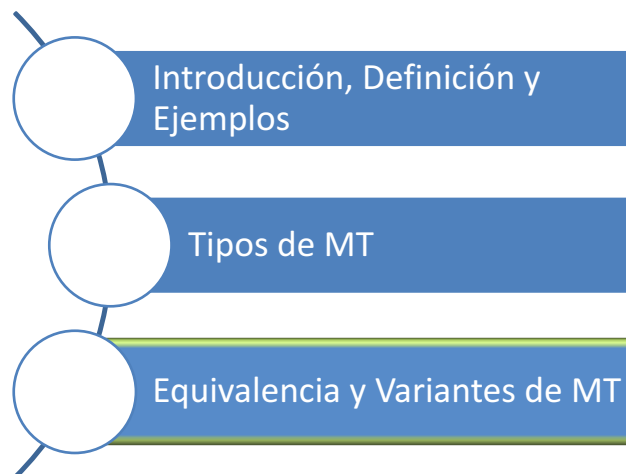 Introducción, Definición y
Ejemplos
Tipos de MT
Equivalencia y Variantes de MT